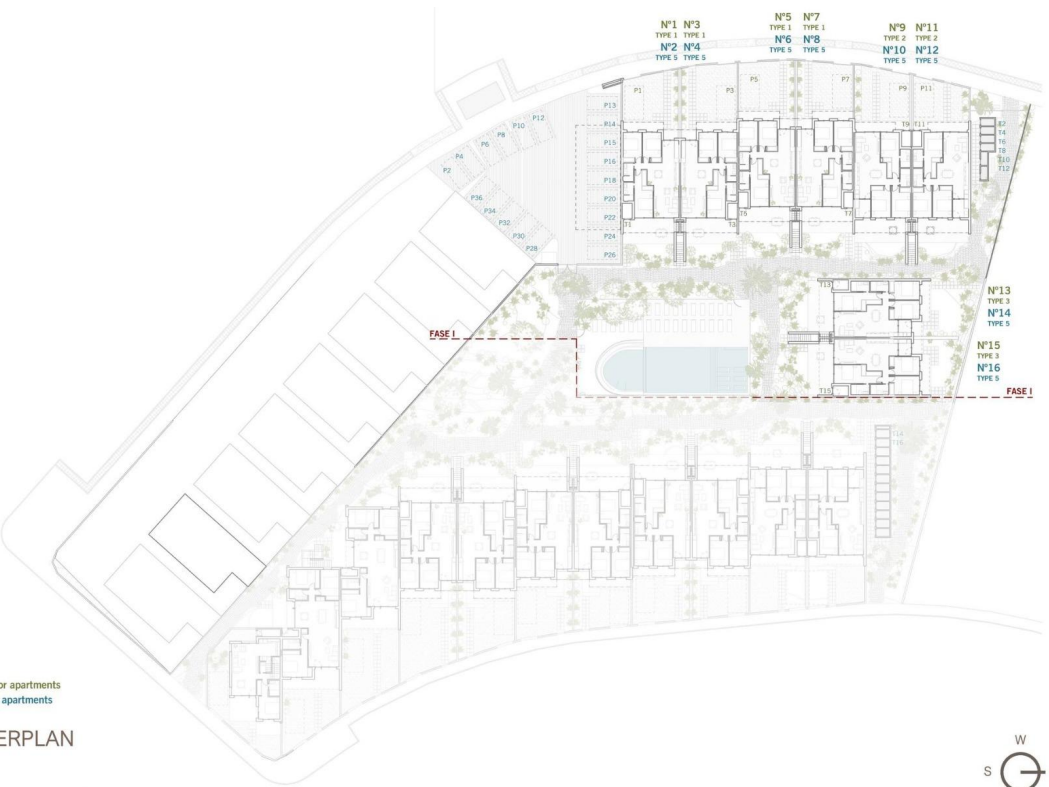 Nº1 Nº3
TYPE 1 TYPE 1
Nº2 Nº4
TYPE 5 TYPE 5
Nº5 Nº7
TYPE 1 TYPE 1
Nº6 Nº8
TYPE 5 TYPE 5
Nº9 Nº11
TYPE 2 TYPE 2
Nº10 Nº12
TYPE 5 TYPE 5
P1
P3
P5
P7
P9
P11
P13
P14
P15
P16
P18
P20
P22
P24
P26
P12
P10
P8
P6
P4
P2
P36
P34
P32
P30
P28
T1
T3
T5
T7
T9 T11
T2
T4
T6
T8
T10
T12
T13
T15
Nº13
TYPE 3
Nº14
TYPE 5
Nº15
TYPE 3
Nº16
TYPE 5
FASE I
FASE I
T14
T16
or apartments
apartments
ERPLAN
W
S